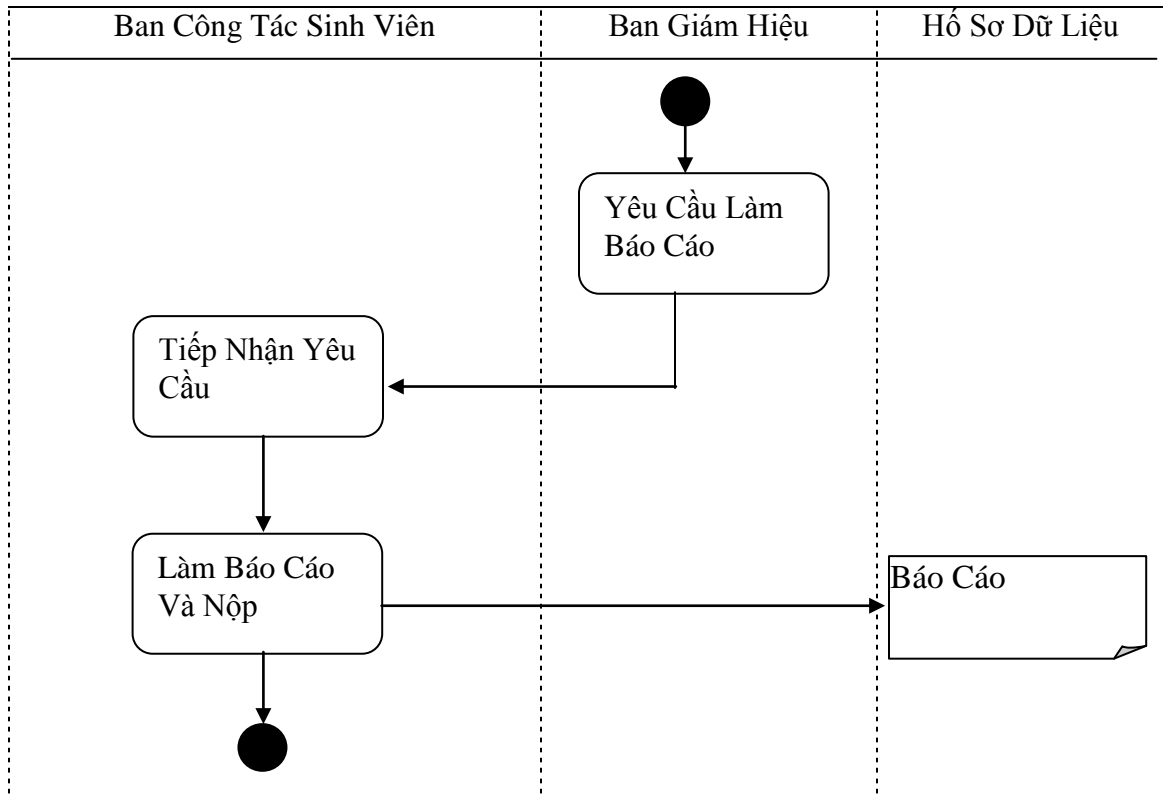 Ban Công Tác Sinh Viên
Ban Giám Hiệu
Hố Sơ Dữ Liệu
Yêu Cầu Làm
Báo Cáo
Tiếp Nhận Yêu
Cầu
Làm Báo Cáo
Và Nộp
Báo Cáo